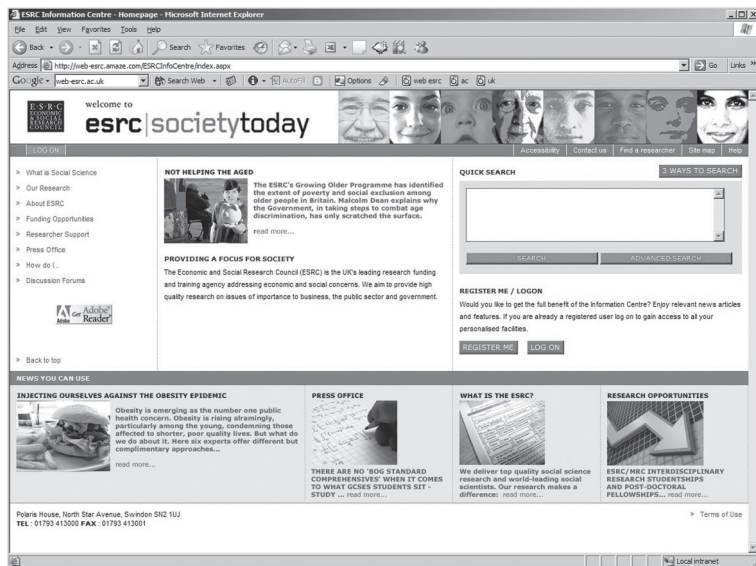 ESRC Information Centre - Homepage - Microsoft Internet Explorer
File Edit View Favorites Tools Help
Back Search Favorites
Address http://web-esrc.amaze.com/ESRCInfoCentre/index.aspx Go Links »
Google web-esrc.ac.uk Search Web AutoFill Options web esrc ac uk
E·S·R·C
ECONOMIC
& SOCIAL
RESEARCH
COUNCIL
welcome to
esrc|societytoday
LOG ON
Accessibility Contact us Find a researcher Site map Help
» What is Social Science
» Our Research
» About ESRC
» Funding Opportunities
» Researcher Support
» Press Office
» How do I...
» Discussion Forums
Adobe
Get Adobe®
Reader®
» Back to top
NOT HELPING THE AGED
The ESRC's Growing Older Programme has identified
the extent of poverty and social exclusion among
older people in Britain. Malcolm Dean explains why
the Government, in taking steps to combat age
discrimination, has only scratched the surface.
read more...
PROVIDING A FOCUS FOR SOCIETY
The Economic and Social Research Council (ESRC) is the UK's leading research funding
and training agency addressing economic and social concerns. We aim to provide high
quality research on issues of importance to business, the public sector and government.
QUICK SEARCH
3 WAYS TO SEARCH
SEARCH ADVANCED SEARCH
REGISTER ME / LOGON
Would you like to get the full benefit of the Information Centre? Enjoy relevant news articles
and features. If you are already a registered user log on to gain access to all your
personalised facilities.
REGISTER ME LOG ON
NEWS YOU CAN USE
INJECTING OURSELVES AGAINST THE OBESITY EPIDEMIC
Obesity is emerging as the number one public
health concern. Obesity is rising alramingly,
particularly among the young, condemning those
affected to shorter, poor quality lives. But what do
we do about it. Here six experts offer different but
complimentary approaches...
read more...
PRESS OFFICE
THERE ARE NO 'BOG STANDARD
COMPREHENSIVES' WHEN IT COMES
TO WHAT GCSES STUDENTS SIT -
STUDY ... read more...
WHAT IS THE ESRC?
We deliver top quality social science
research and world-leading social
scientists. Our research makes a
difference: read more...
RESEARCH OPPORTUNITIES
ESRC/MRC INTERDISCIPLINARY
RESEARCH STUDENTSHIPS
AND POST-DOCTORAL
FELLOWSHIPS... read more...
Polaris House, North Star Avenue, Swindon SN2 1UJ
TEL : 01793 413000 FAX : 01793 413001
» Terms of Use
Local intranet